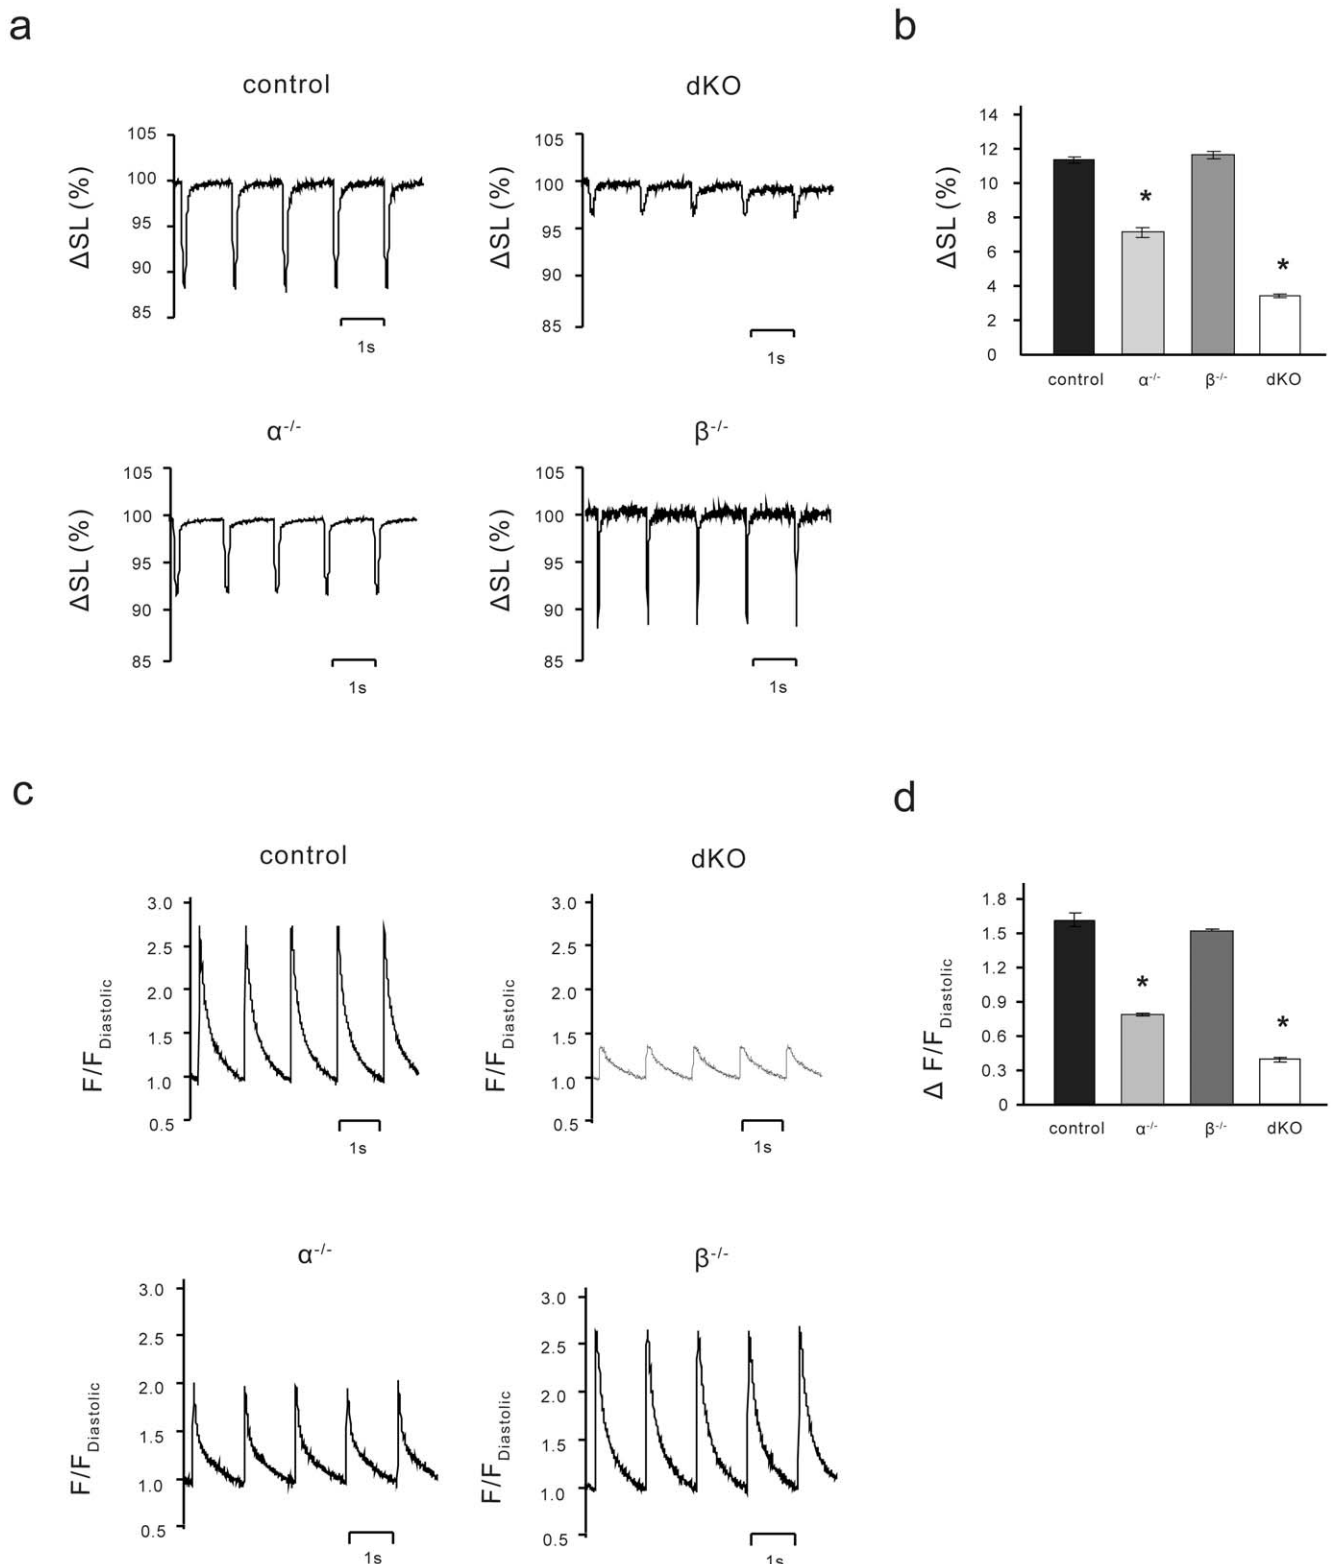 a
b
control
dKO
ΔSL (%)
105
100
95
90
85
1s
ΔSL (%)
105
100
95
90
85
1s
ΔSL (%)
14
12
10
8
6
4
2
0
*
*
control
α-/-
β-/-
dKO
α-/-
β-/-
ΔSL (%)
105
100
95
90
85
1s
ΔSL (%)
105
100
95
90
85
1s
c
d
control
dKO
F/FDiastolic
3.0
2.5
2.0
1.5
1.0
0.5
1s
F/FDiastolic
3.0
2.5
2.0
1.5
1.0
0.5
1s
Δ F/FDiastolic
1.8
1.5
1.2
0.9
0.6
0.3
0
*
*
control
α-/-
β-/-
dKO
α-/-
β-/-
F/FDiastolic
3.0
2.5
2.0
1.5
1.0
0.5
1s
F/FDiastolic
3.0
2.5
2.0
1.5
1.0
0.5
1s